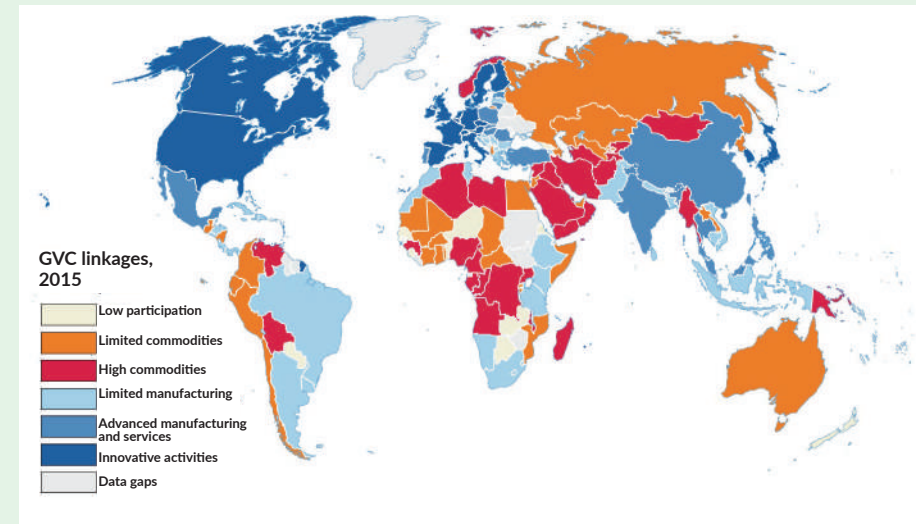 GVC linkages,
2015
Low participation
Limited commodities
High commodities
Limited manufacturing
Advanced manufacturing
and services
Innovative activities
Data gaps